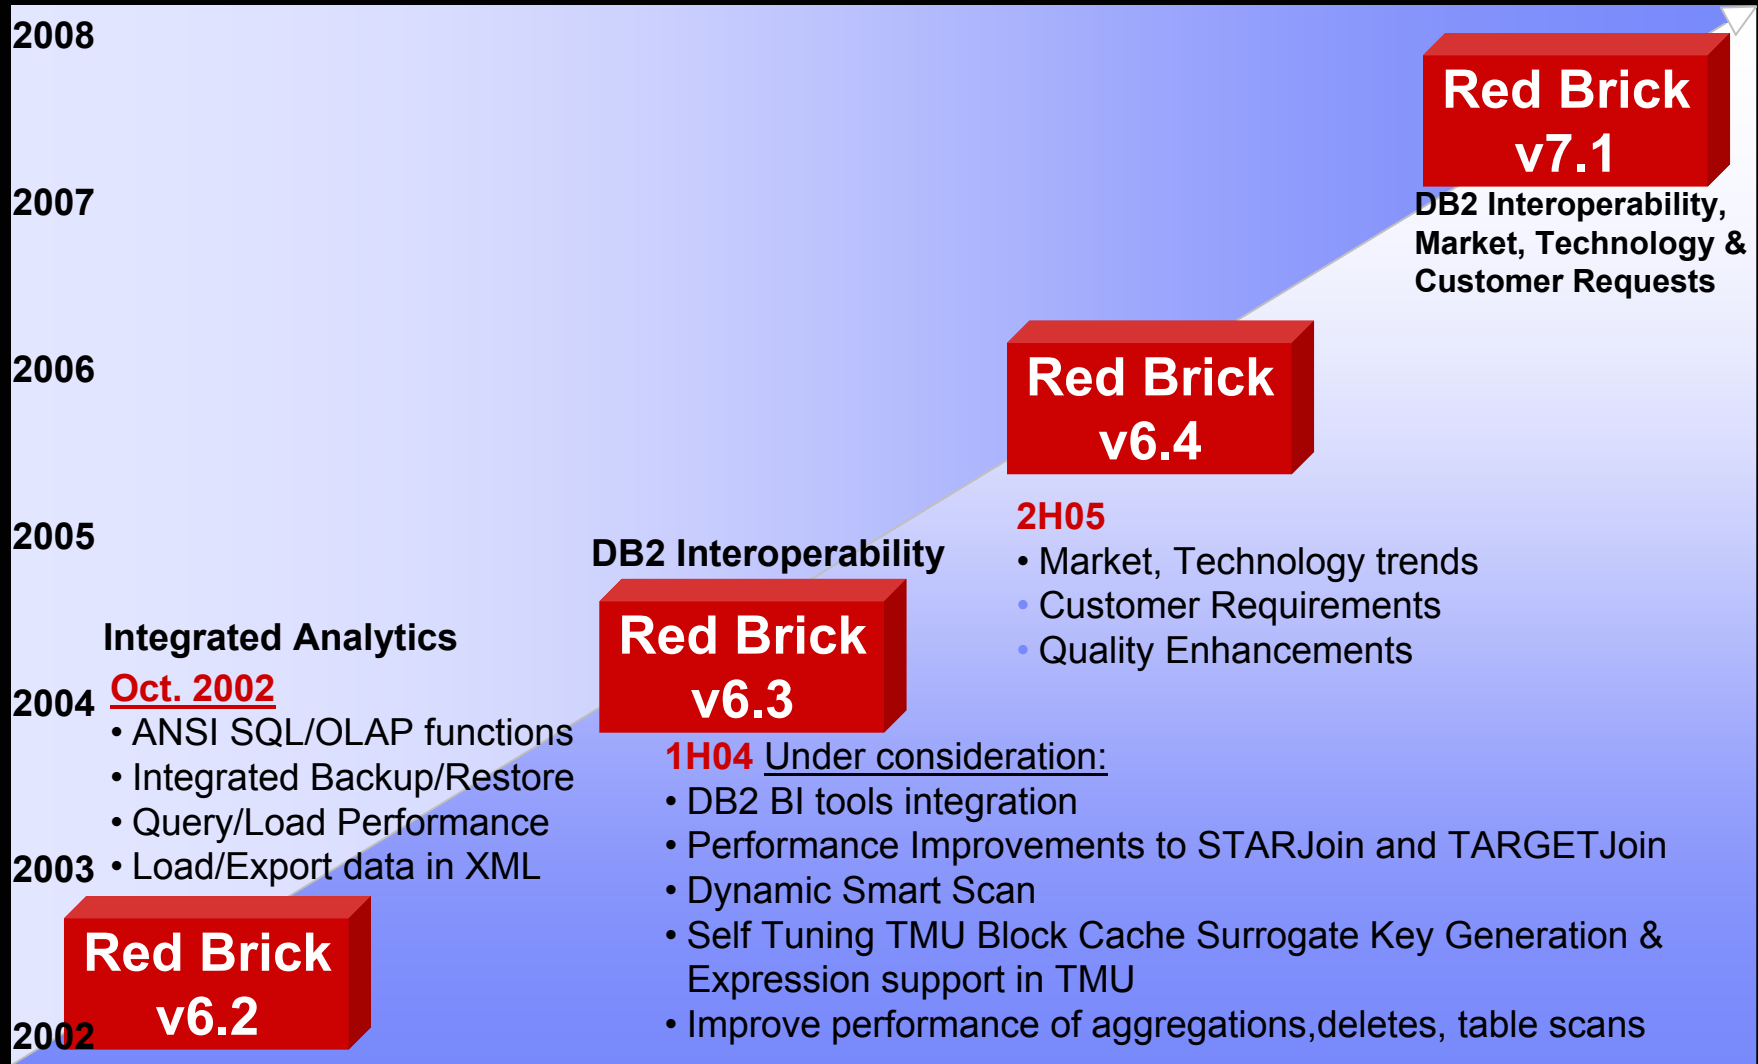 2008
2007
2006
2005
2004
2003
2002
Red Brick
v7.1
DB2 Interoperability,
Market, Technology &
Customer Requests
Red Brick
v6.4
2H05
• Market, Technology trends
• Customer Requirements
• Quality Enhancements
DB2 Interoperability
Red Brick
v6.3
1H04 Under consideration:
• DB2 BI tools integration
• Performance Improvements to STARJoin and TARGETJoin
• Dynamic Smart Scan
• Self Tuning TMU Block Cache Surrogate Key Generation &
Expression support in TMU
• Improve performance of aggregations,deletes, table scans
Integrated Analytics
Oct. 2002
• ANSI SQL/OLAP functions
• Integrated Backup/Restore
• Query/Load Performance
• Load/Export data in XML
Red Brick
v6.2